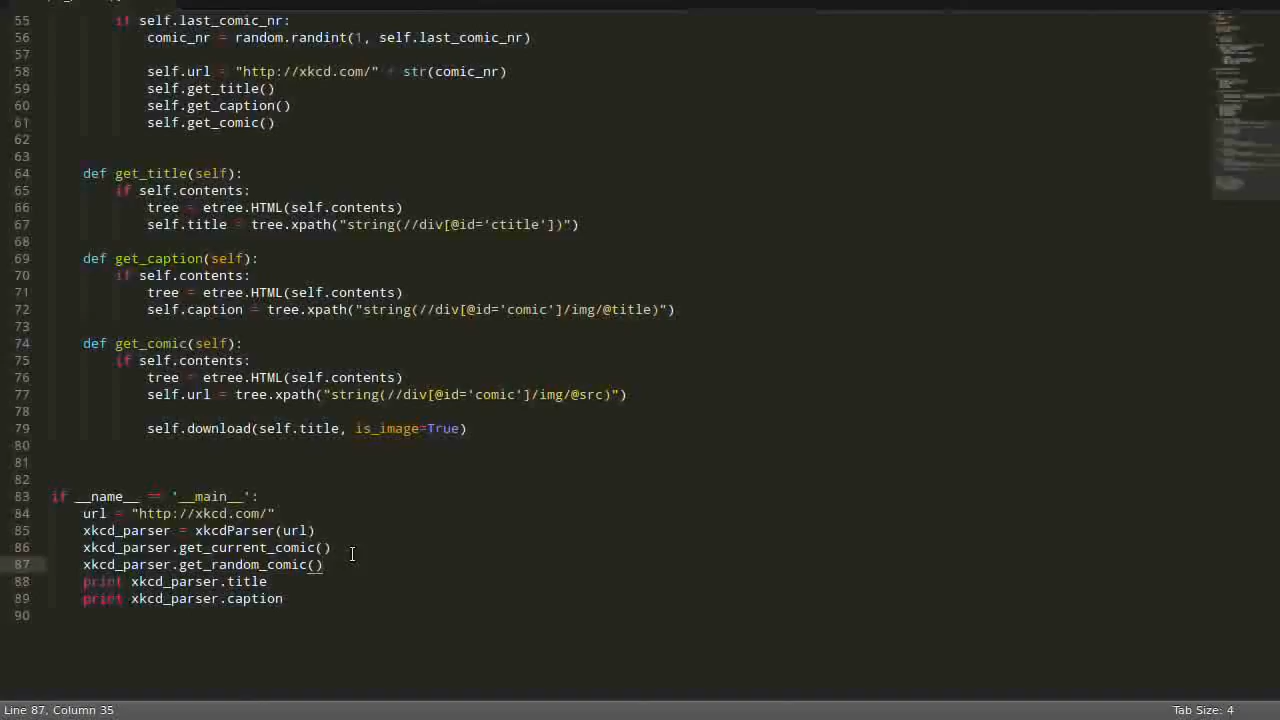 55 if self.last_comic_nr:
56 comic_nr = random.randint(1, self.last_comic_nr)
57
58 self.url = "http://xkcd.com/" + str(comic_nr)
59 self.get_title()
60 self.get_caption()
61 self.get_comic()
62
63
64 def get_title(self):
65 if self.contents:
66 tree = etree.HTML(self.contents)
67 self.title = tree.xpath("string(//div[@id='ctitle'])")
68
69 def get_caption(self):
70 if self.contents:
71 tree = etree.HTML(self.contents)
72 self.caption = tree.xpath("string(//div[@id='comic']/img/@title)")
73
74 def get_comic(self):
75 if self.contents:
76 tree = etree.HTML(self.contents)
77 self.url = tree.xpath("string(//div[@id='comic']/img/@src)")
78
79 self.download(self.title, is_image=True)
80
81
82
83 if __name__ == '__main__':
84 url = "http://xkcd.com/"
85 xkcd_parser = xkcdParser(url)
86 xkcd_parser.get_current_comic()
87 xkcd_parser.get_random_comic()
88 print xkcd_parser.title
89 print xkcd_parser.caption
90
Line 87, Column 35 Tab Size: 4